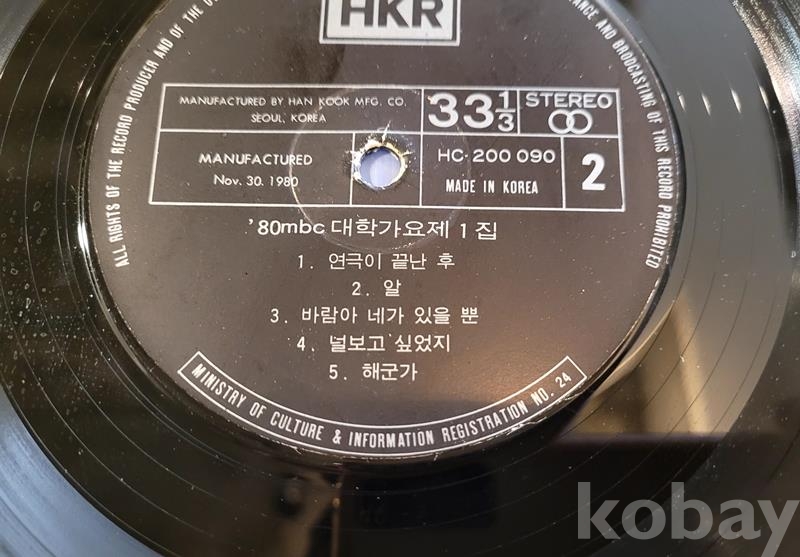 HKR
ALL RIGHTS OF THE RECORD PRODUCER AND OF THE
ANCE AND BROADCASTING OF THIS RECORD PROHIBITED
MANUFACTURED BY HAN KOOK MFG. CO.
SEOUL, KOREA
33 1/3
STEREO
MANUFACTURED
Nov. 30. 1980
HC-200 090
MADE IN KOREA
2
'80mbc 대학가요제 1 집
1. 연극이 끝난 후
2. 알
3. 바람아 네가 있을 뿐
4. 널보고 싶었지
5. 해군가
MINISTRY OF CULTURE & INFORMATION REGISTRATION NO. 24
kobay